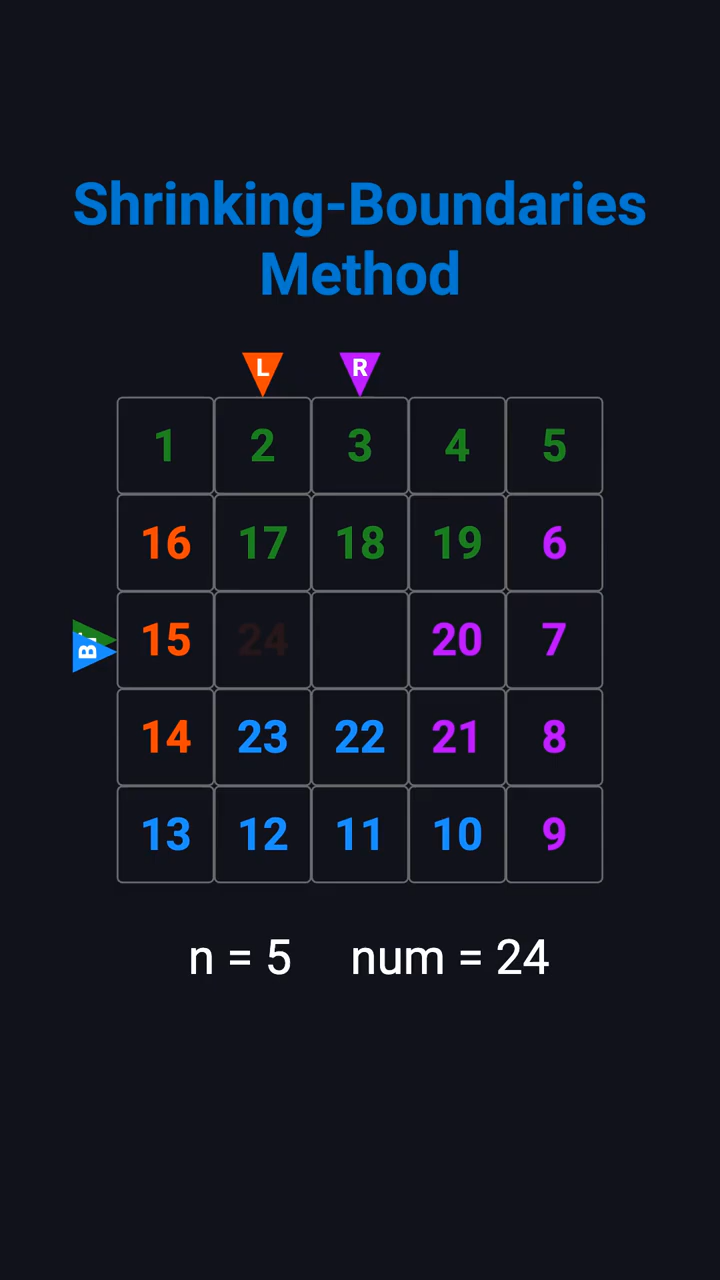 Shrinking-Boundaries
Method
L R
1 2 3 4 5
16 17 18 19 6
B 15 24 20 7
14 23 22 21 8
13 12 11 10 9
n = 5 num = 24